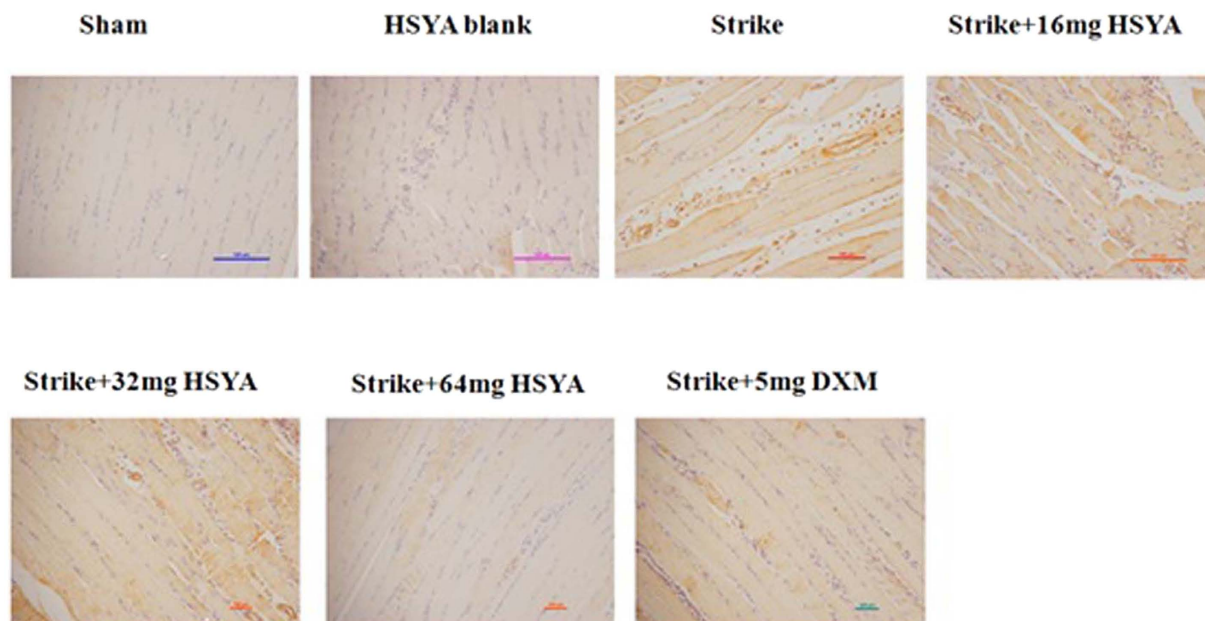 Sham
HSYA blank
Strike
Strike+16mg HSYA
Strike+32mg HSYA
Strike+64mg HSYA
Strike+5mg DXM